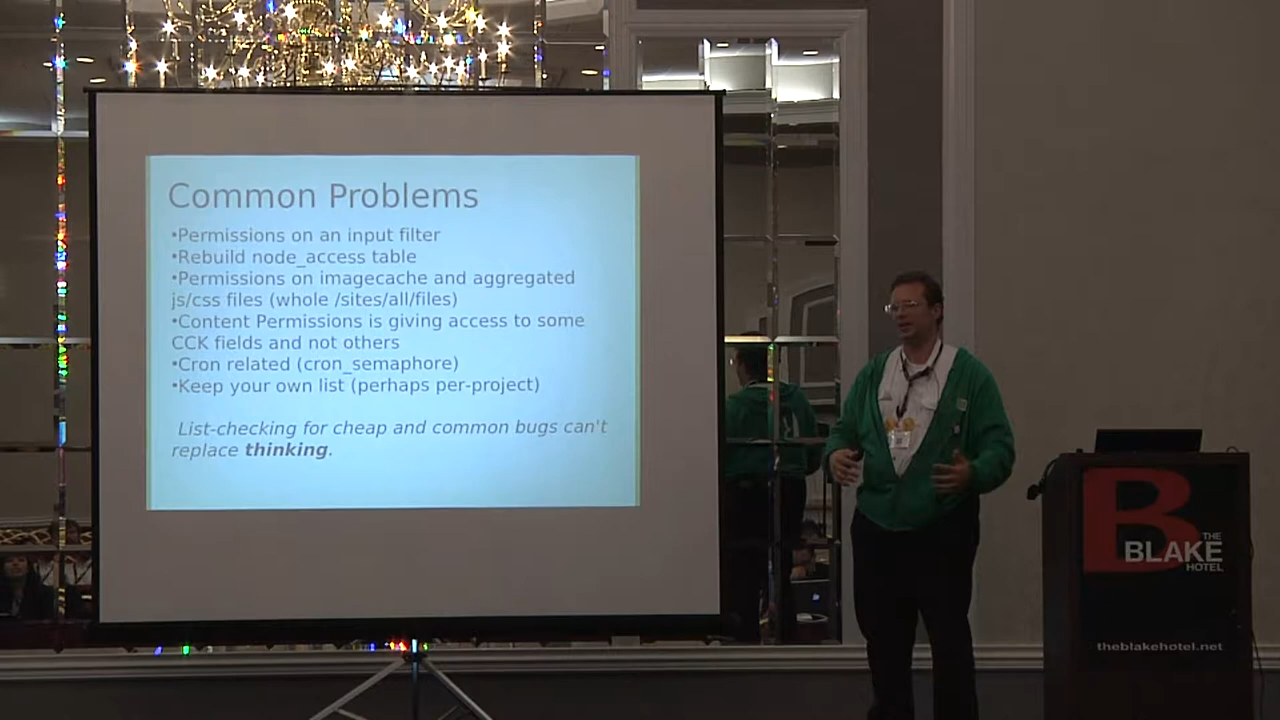 Common Problems
•Permissions on an input filter
•Rebuild node_access table
•Permissions on imagecache and aggregated
js/css files (whole /sites/all/files)
•Content Permissions is giving access to some
CCK fields and not others
•Cron related (cron_semaphore)
•Keep your own list (perhaps per-project)
List-checking for cheap and common bugs can't
replace thinking.
B
THE
BLAKE
HOTEL
theblakehotel.net